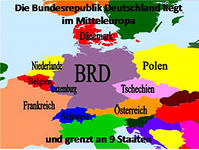 Die Bundesrepublik Deutschland liegt
im Mitteleuropa
Dänemark
Niederlande
BRD
Polen
Belgien
Tschechien
Frankreich
Österreich
Schweiz
und grenzt an 9 Staaten